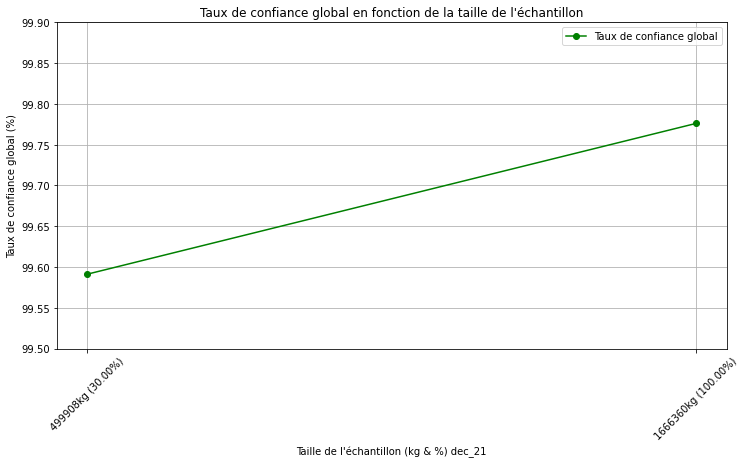 Taux de confiance global en fonction de la taille de l'échantillon
Taux de confiance global
Taux de confiance global (%)
99.90
99.85
99.80
99.75
99.70
99.65
99.60
99.55
99.50
499908kg (30.00%)
1666360kg (100.00%)
Taille de l'échantillon (kg & %) dec_21